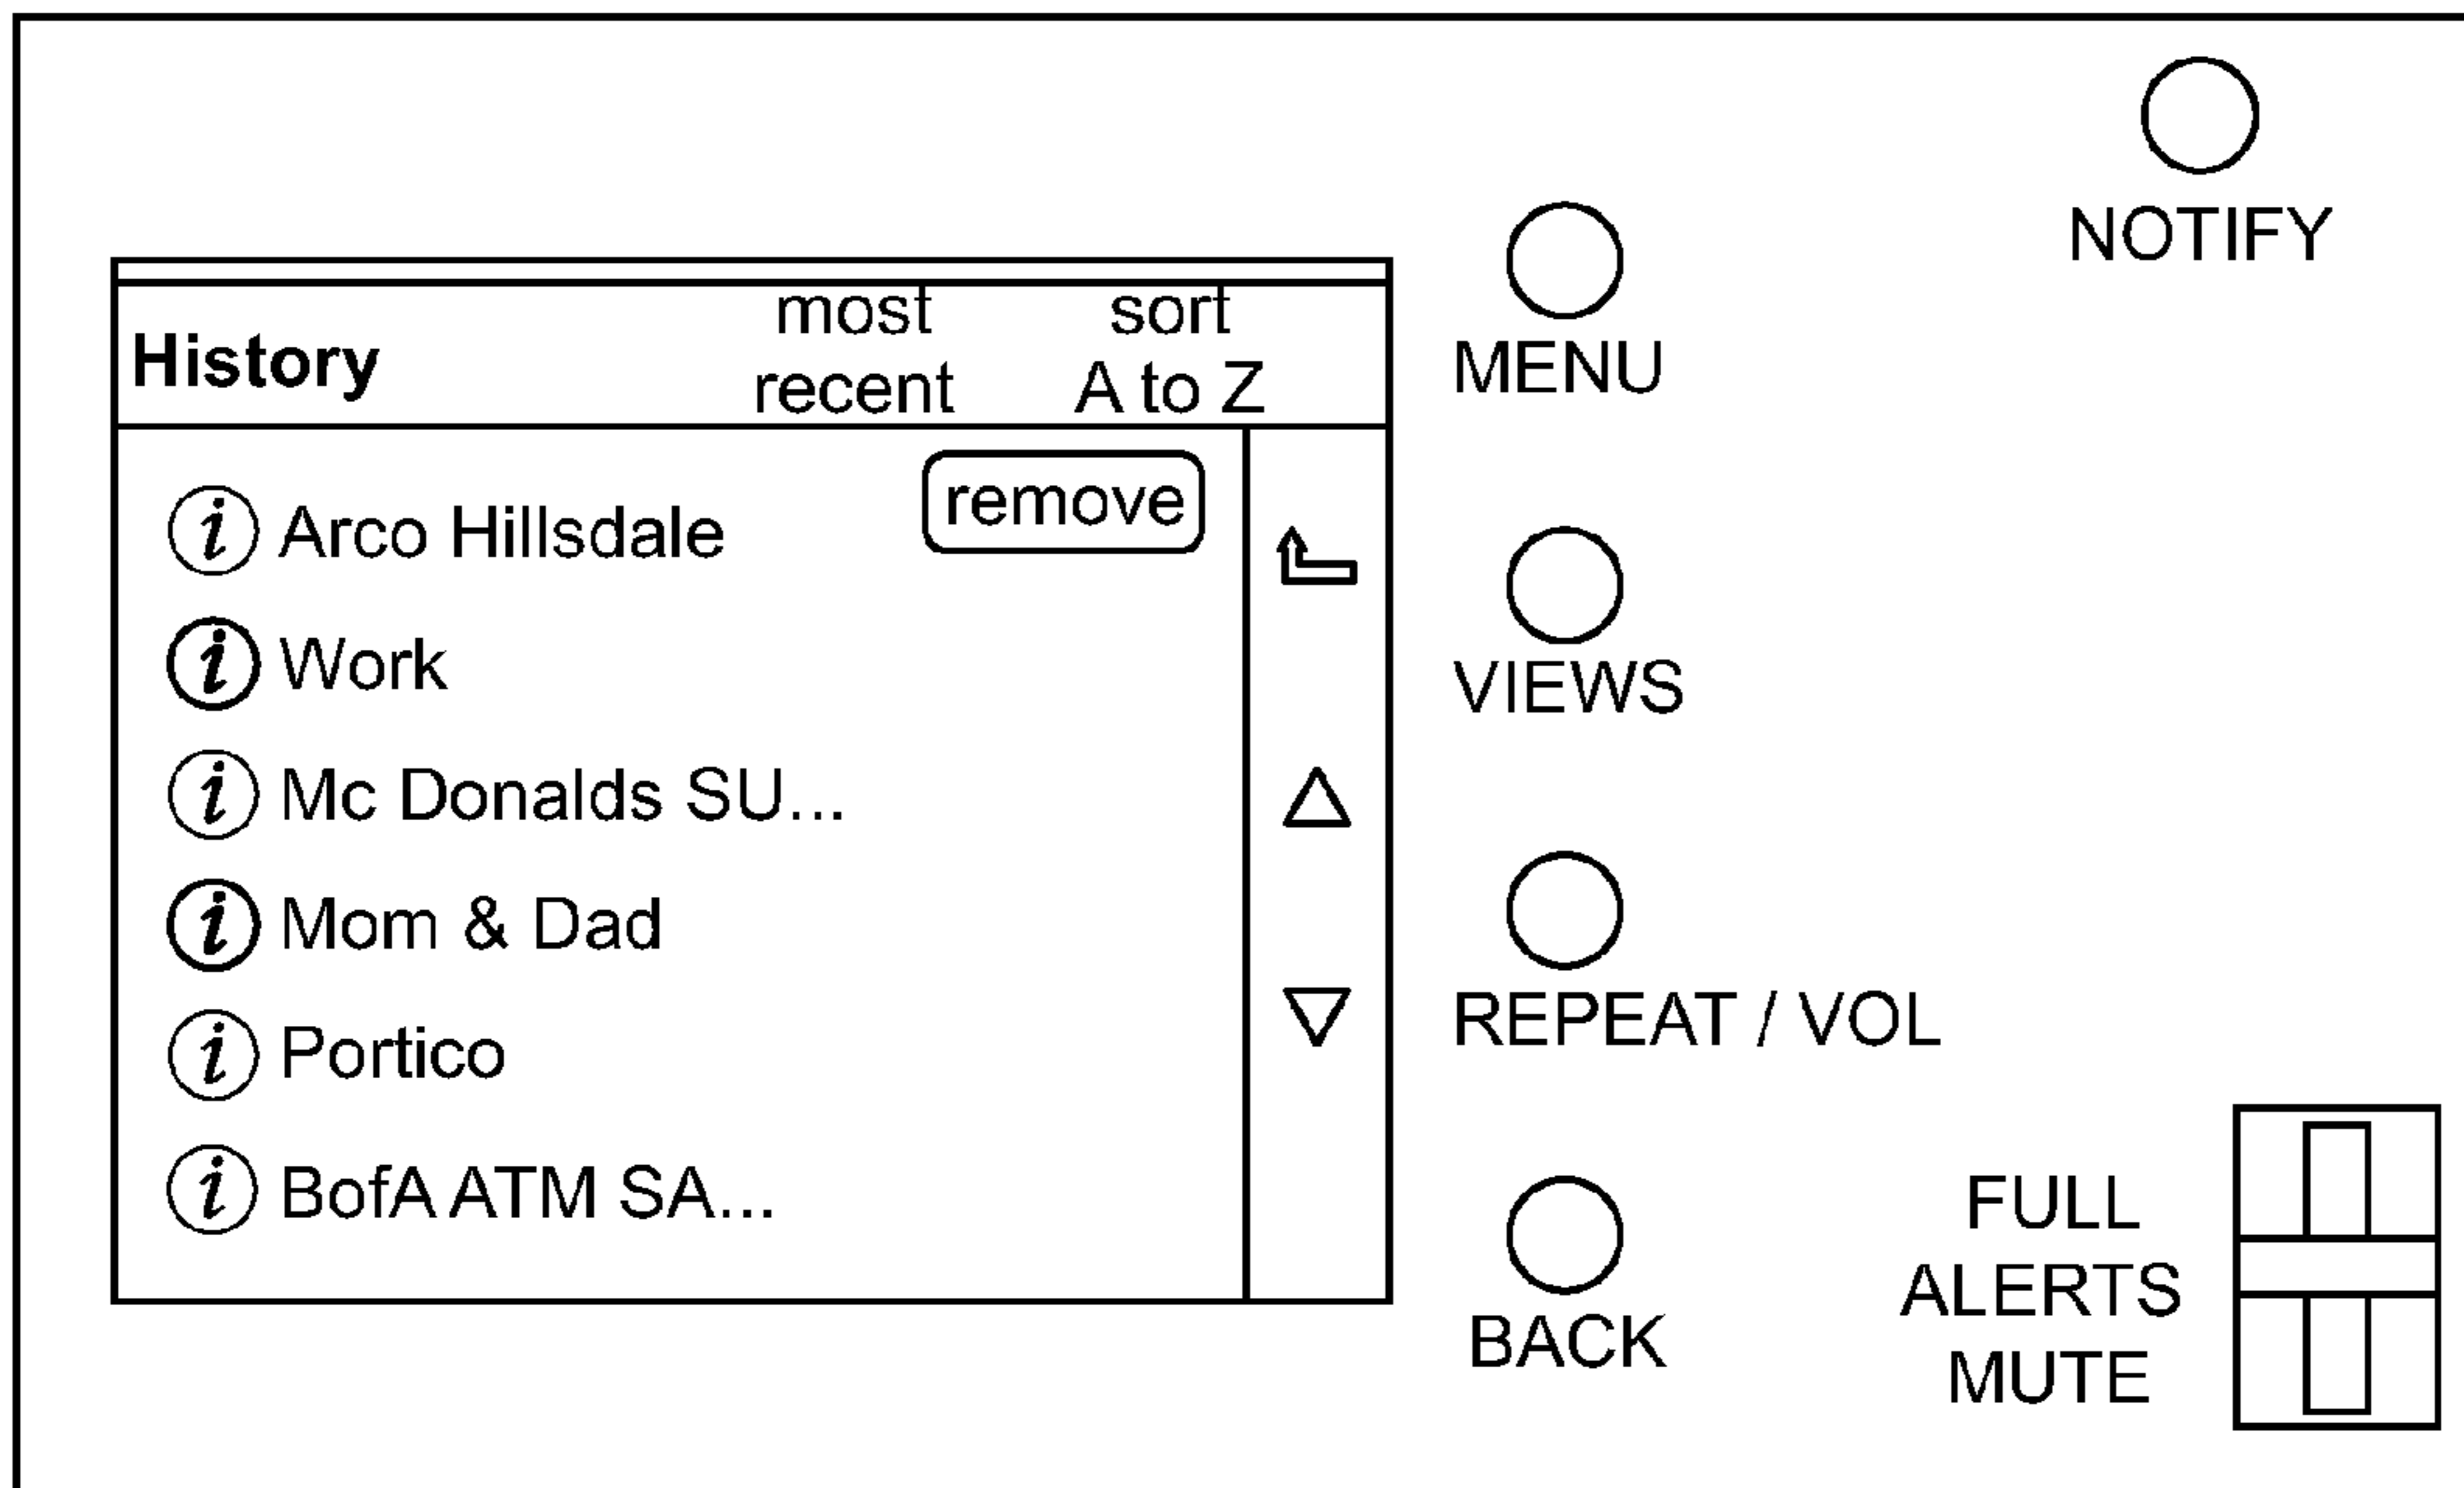 NOTIFY
MENU
most sort
History
recent A to Z
remove
i Arco Hillsdale
i Work
VIEWS
i Mc Donalds SU...
i Mom & Dad
i Portico
REPEAT / VOL
i BofA ATM SA...
BACK
FULL
ALERTS
MUTE